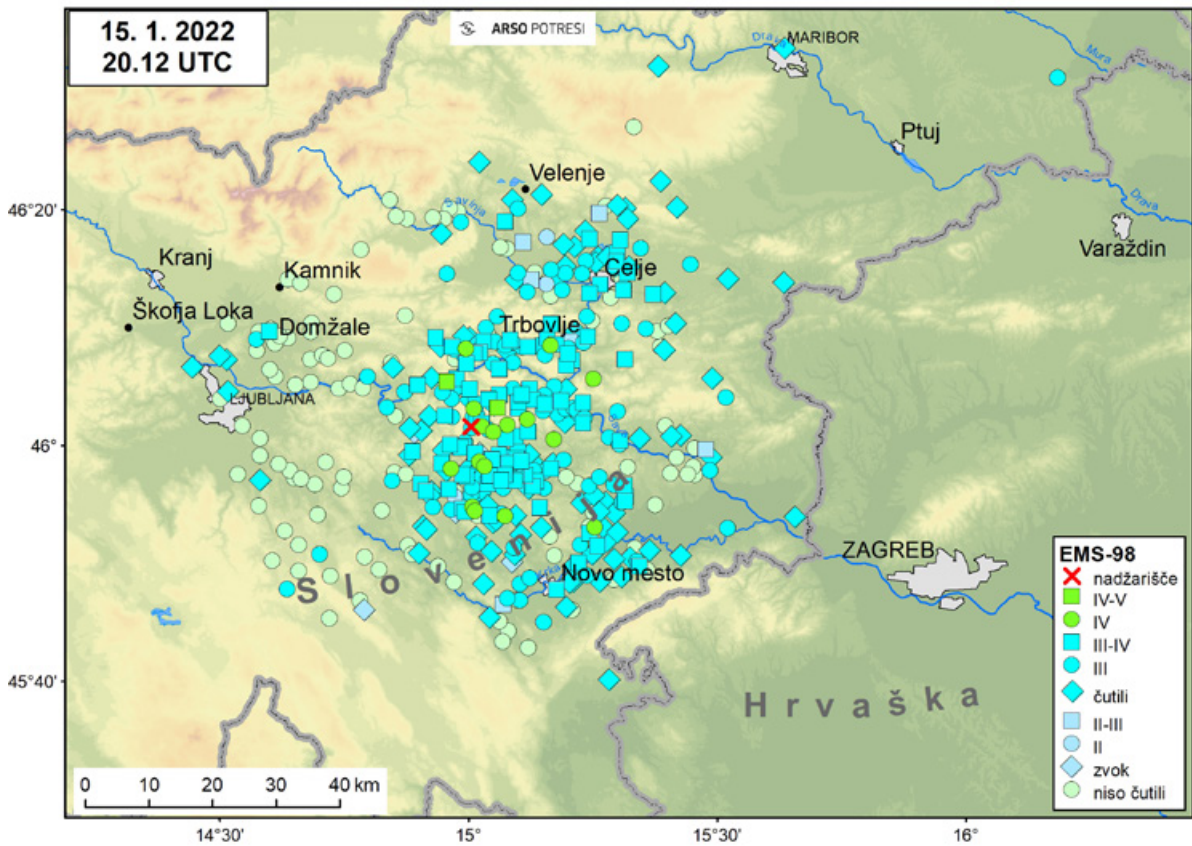 15. 1. 2022
20.12 UTC
ARSO POTRESI
Drava
MARIBOR
Mura
Ptuj
Velenje
Savinja
46°20'
Drava
Varaždin
Kranj
Kamnik
Celje
Škofja Loka
Domžale
Trbovlje
LJUBLJANA
46°
Sava
Slovenija
ZAGREB
Novo mesto
Krka
45°40'
Hrvaška
EMS-98
nadžarišče
IV-V
IV
III-IV
III
čutili
II-III
II
zvok
niso čutili
0 10 20 30 40 km
14°30' 15° 15°30' 16°